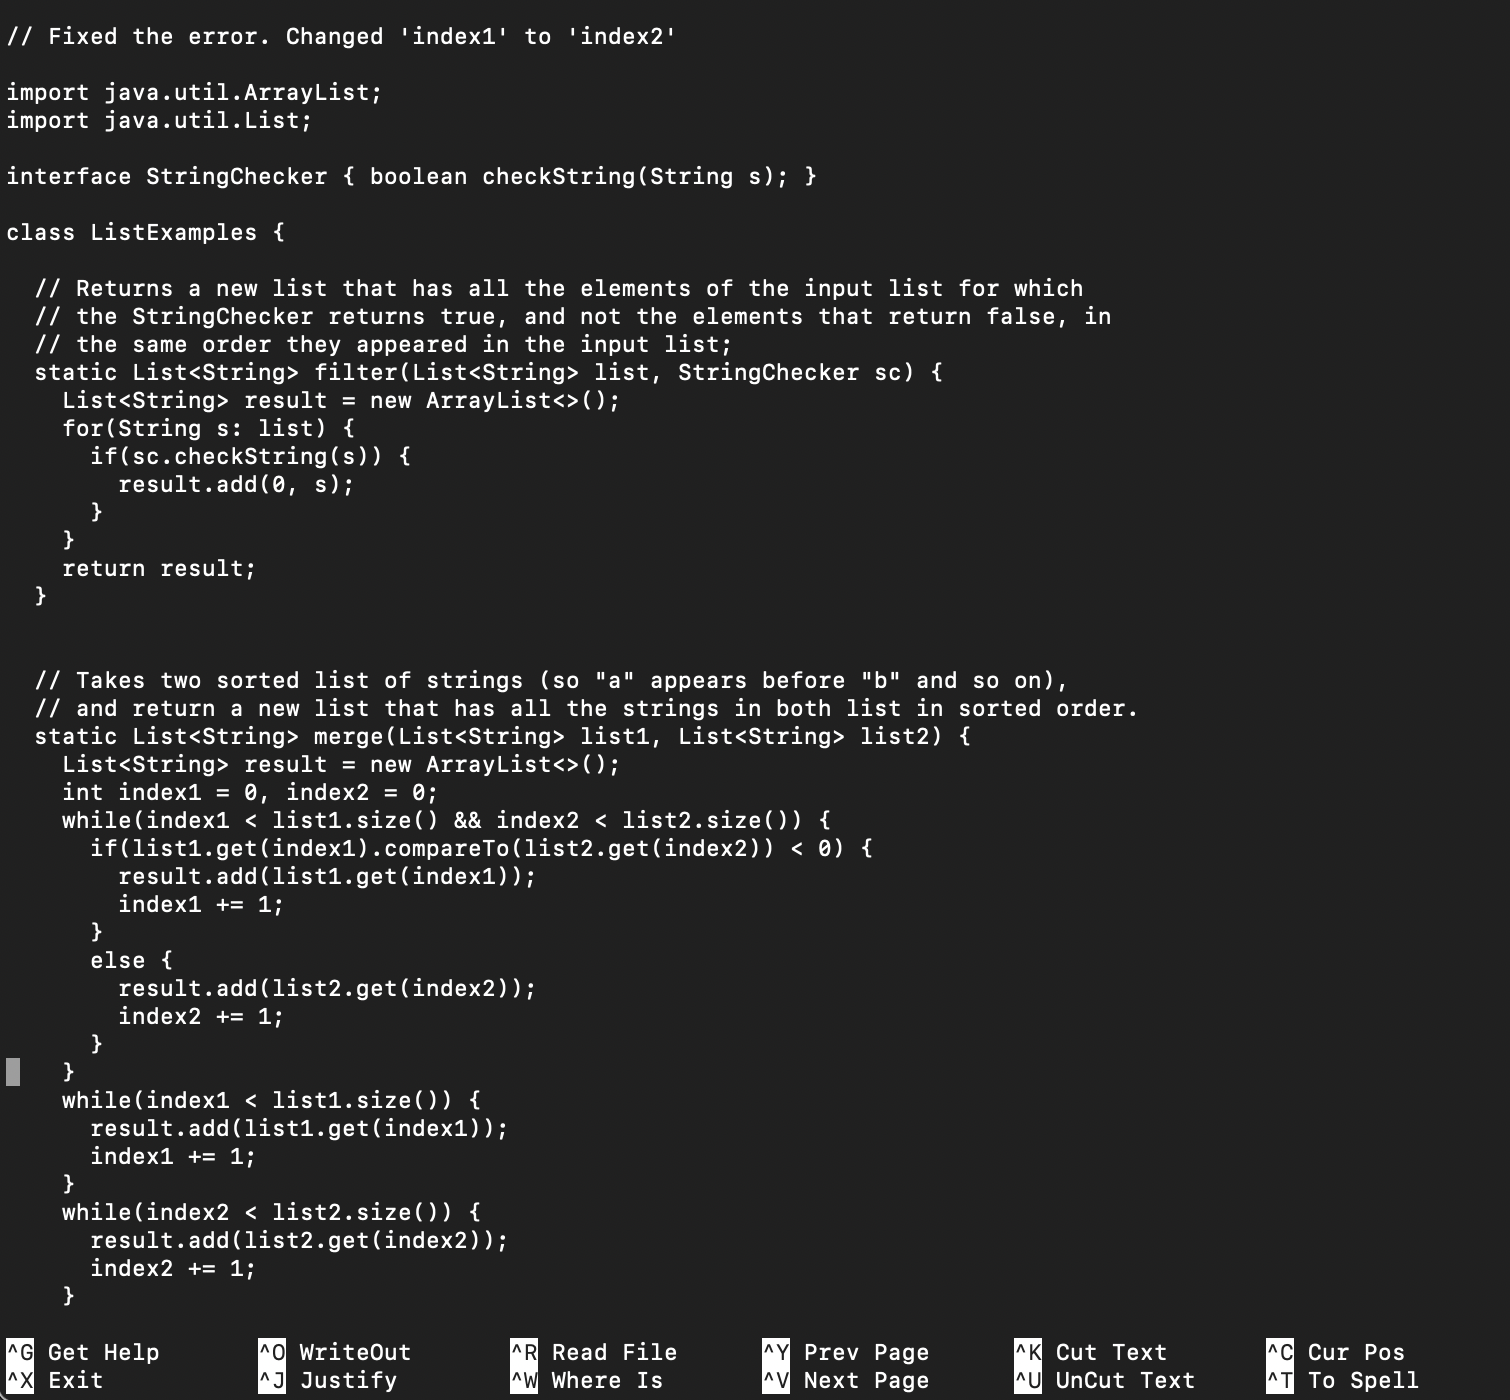 // Fixed the error. Changed 'index1' to 'index2'

import java.util.ArrayList;
import java.util.List;

interface StringChecker { boolean checkString(String s); }

class ListExamples {

  // Returns a new list that has all the elements of the input list for which
  // the StringChecker returns true, and not the elements that return false, in
  // the same order they appeared in the input list;
  static List<String> filter(List<String> list, StringChecker sc) {
    List<String> result = new ArrayList<>();
    for(String s: list) {
      if(sc.checkString(s)) {
        result.add(0, s);
      }
    }
    return result;
  }


  // Takes two sorted list of strings (so "a" appears before "b" and so on),
  // and return a new list that has all the strings in both list in sorted order.
  static List<String> merge(List<String> list1, List<String> list2) {
    List<String> result = new ArrayList<>();
    int index1 = 0, index2 = 0;
    while(index1 < list1.size() && index2 < list2.size()) {
      if(list1.get(index1).compareTo(list2.get(index2)) < 0) {
        result.add(list1.get(index1));
        index1 += 1;
      }
      else {
        result.add(list2.get(index2));
        index2 += 1;
      }
    }
    while(index1 < list1.size()) {
      result.add(list1.get(index1));
      index1 += 1;
    }
    while(index2 < list2.size()) {
      result.add(list2.get(index2));
      index2 += 1;
    }

^G Get Help ^O WriteOut ^R Read File ^Y Prev Page ^K Cut Text ^C Cur Pos
^X Exit ^J Justify ^W Where Is ^V Next Page ^U UnCut Text ^T To Spell